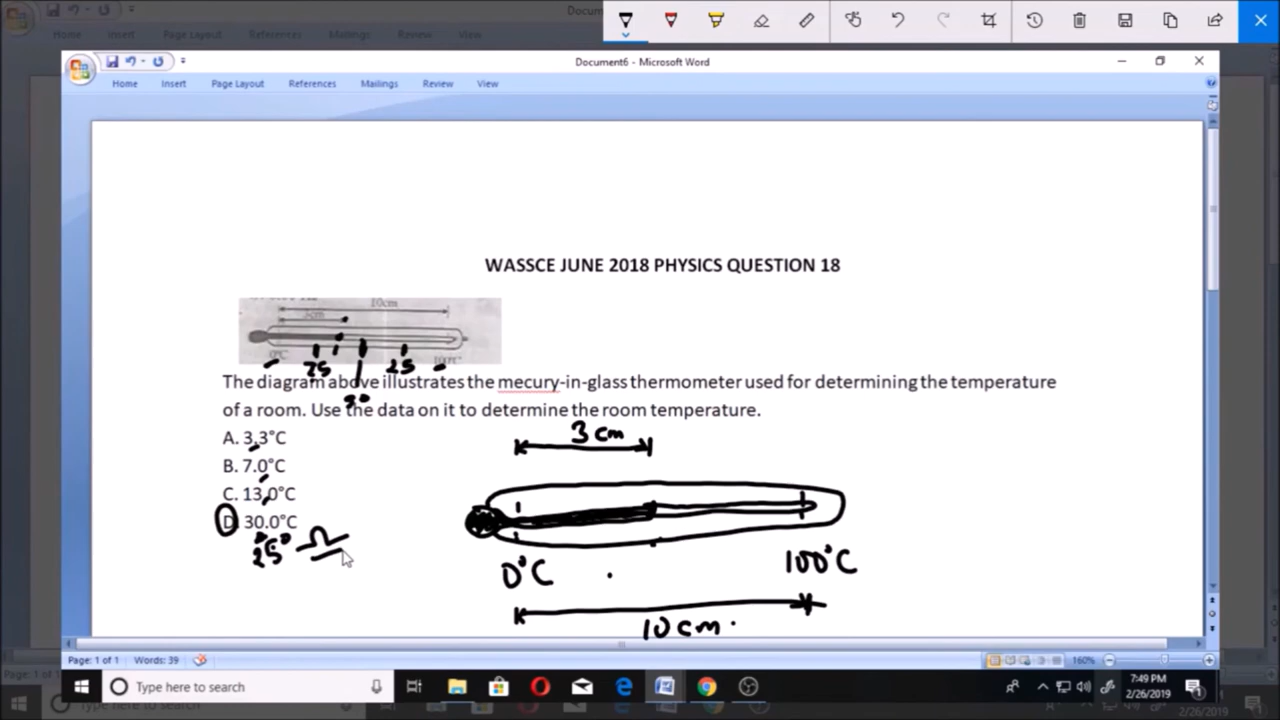 Document6 - Microsoft Word
Home Insert Page Layout References Mailings Review View
WASSCE JUNE 2018 PHYSICS QUESTION 18
10cm
3cm
0°C
100°C
25
25
The diagram above illustrates the mecury-in-glass thermometer used for determining the temperature
of a room. Use the data on it to determine the room temperature.
3 cm
A. 3.3°C
B. 7.0°C
C. 13.0°C
D. 30.0°C
25°
0°C
100°C
10 cm
Page: 1 of 1 Words: 39
160%
Type here to search
7:49 PM
2/26/2019